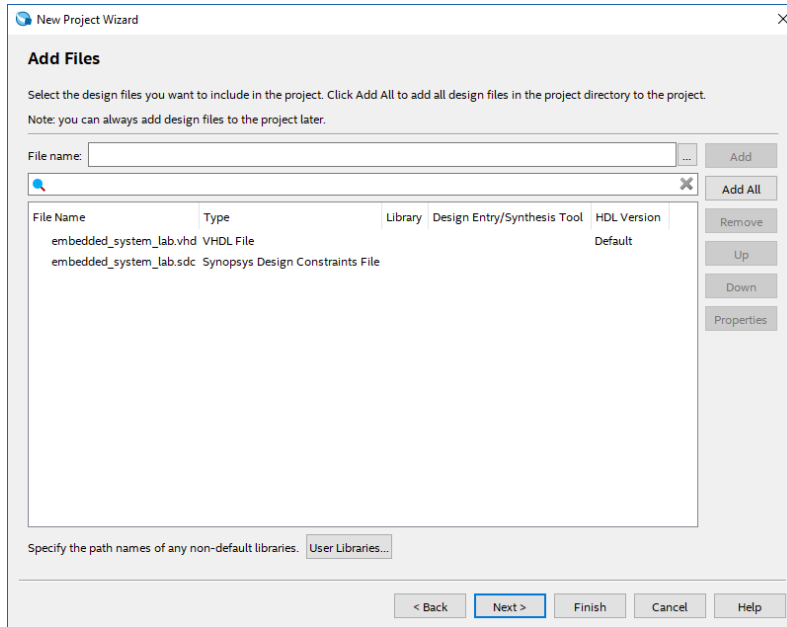 New Project Wizard
Add Files
Select the design files you want to include in the project. Click Add All to add all design files in the project directory to the project.
Note: you can always add design files to the project later.
File name: ... Add
Add All
File Name Type Library Design Entry/Synthesis Tool HDL Version
Remove
embedded_system_lab.vhd VHDL File Default
Up
embedded_system_lab.sdc Synopsys Design Constraints File
Down
Properties
Specify the path names of any non-default libraries. User Libraries...
< Back Next > Finish Cancel Help